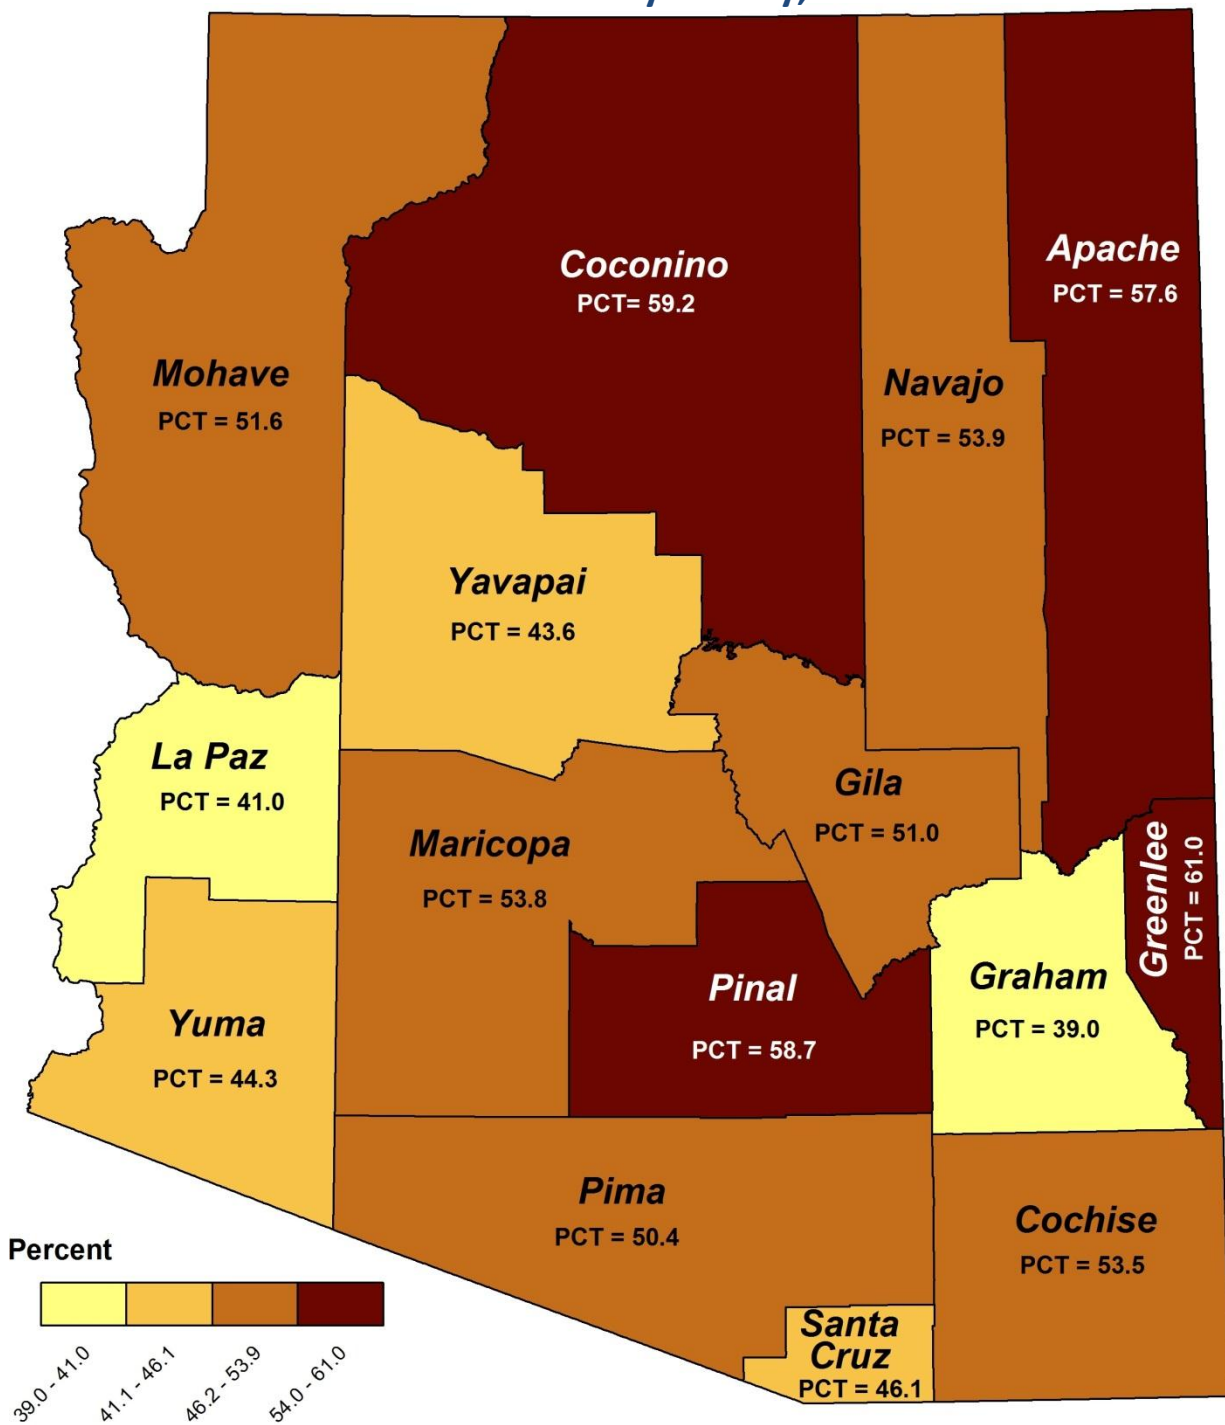 Coconino
PCT= 59.2
Apache
PCT = 57.6
Mohave
PCT = 51.6
Navajo
PCT = 53.9
Yavapai
PCT = 43.6
La Paz
PCT = 41.0
Gila
PCT = 51.0
Maricopa
PCT = 53.8
Greenlee
PCT = 61.0
Pinal
PCT = 58.7
Graham
PCT = 39.0
Yuma
PCT = 44.3
Pima
PCT = 50.4
Cochise
PCT = 53.5
Santa
Cruz
PCT = 46.1
Percent
39.0 - 41.0
41.1 - 46.1
46.2 - 53.9
54.0 - 61.0